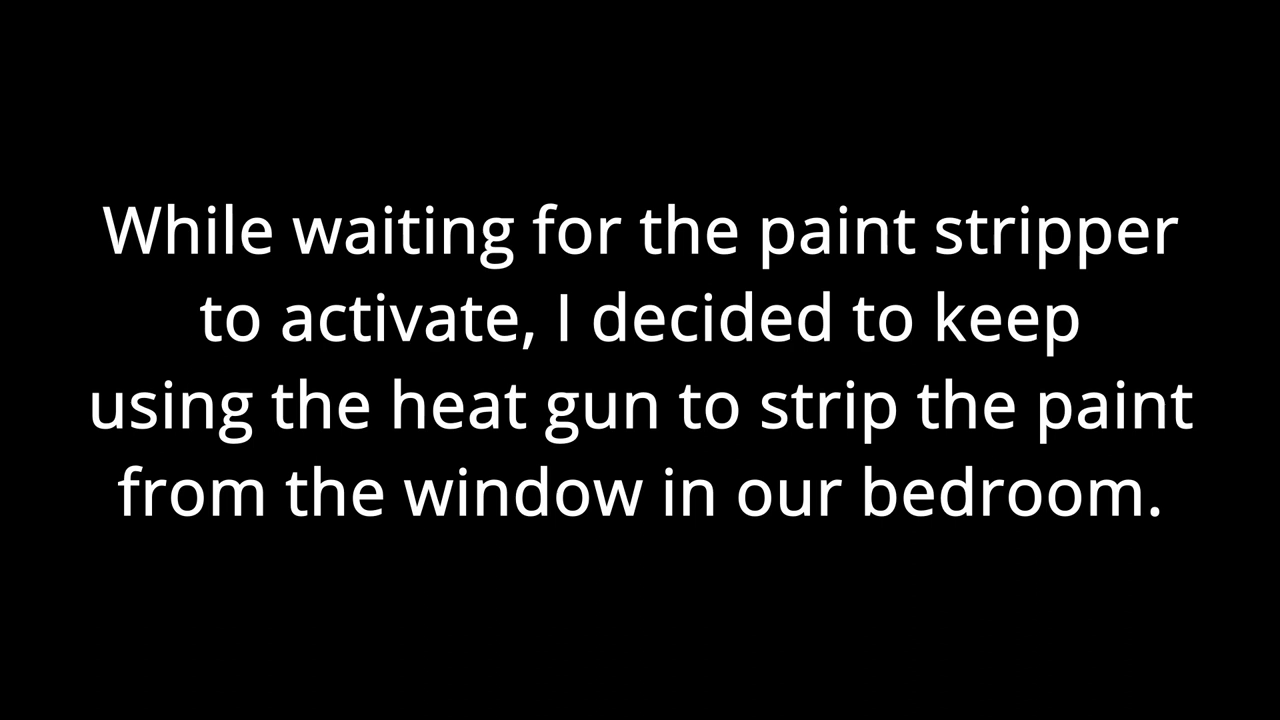 While waiting for the paint stripper
to activate, I decided to keep
using the heat gun to strip the paint
from the window in our bedroom.